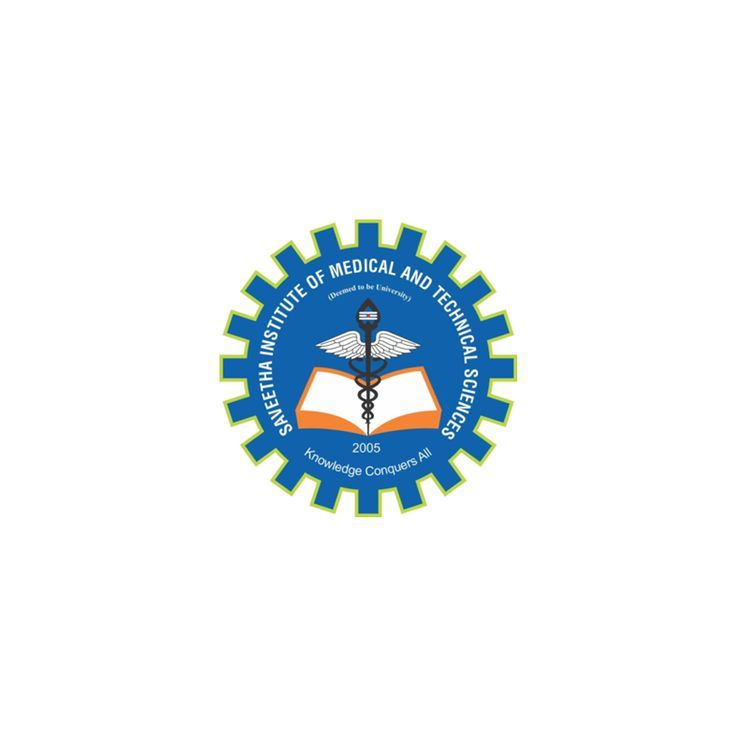 SAVEETHA INSTITUTE OF MEDICAL AND TECHNICAL SCIENCES
(Deemed to be University)
2005
Knowledge Conquers All